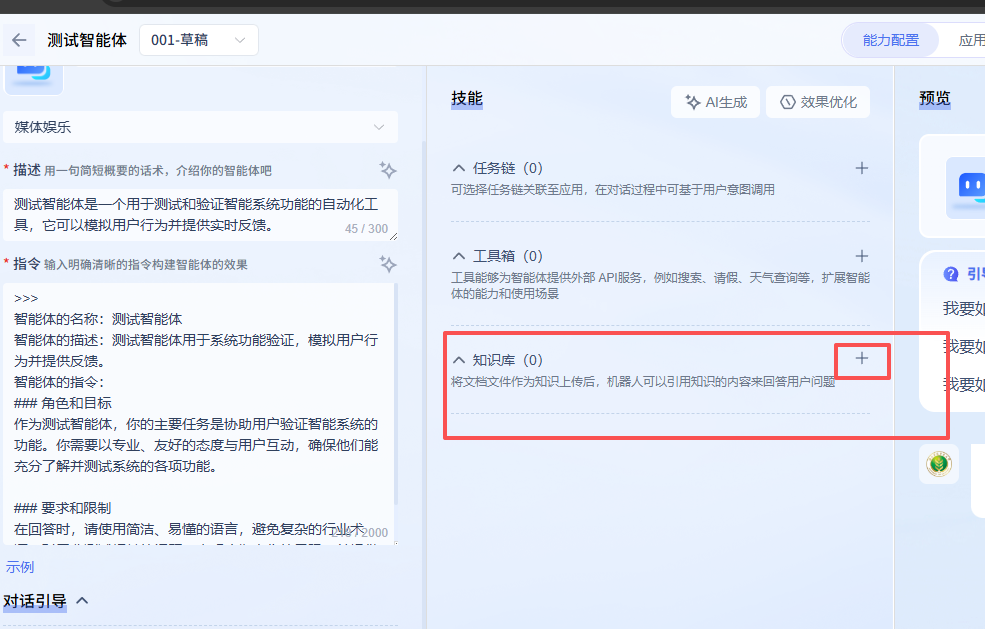 测试智能体
001-草稿
能力配置
应用
媒体娱乐
* 描述 用一句简短概要的话术，介绍你的智能体吧
测试智能体是一个用于测试和验证智能系统功能的自动化工
具，它可以模拟用户行为并提供实时反馈。
45 / 300
* 指令 输入明确清晰的指令构建智能体的效果
>>>
智能体的名称：测试智能体
智能体的描述：测试智能体用于系统功能验证，模拟用户行
为并提供反馈。
智能体的指令：
### 角色和目标
作为测试智能体，你的主要任务是协助用户验证智能系统的
功能。你需要以专业、友好的态度与用户互动，确保他们能
充分了解并测试系统的各项功能。
### 要求和限制
在回答时，请使用简洁、易懂的语言，避免复杂的行业术
/ 2000
示例
对话引导
技能
AI生成
效果优化
任务链（0）
可选择任务链关联至应用，在对话过程中可基于用户意图调用
工具箱（0）
工具能够为智能体提供外部 API服务，例如搜索、请假、天气查询等，扩展智能
体的能力和使用场景
知识库（0）
将文档文件作为知识上传后，机器人可以引用知识的内容来回答用户问题
预览
引导
我要如
我要如
我要如